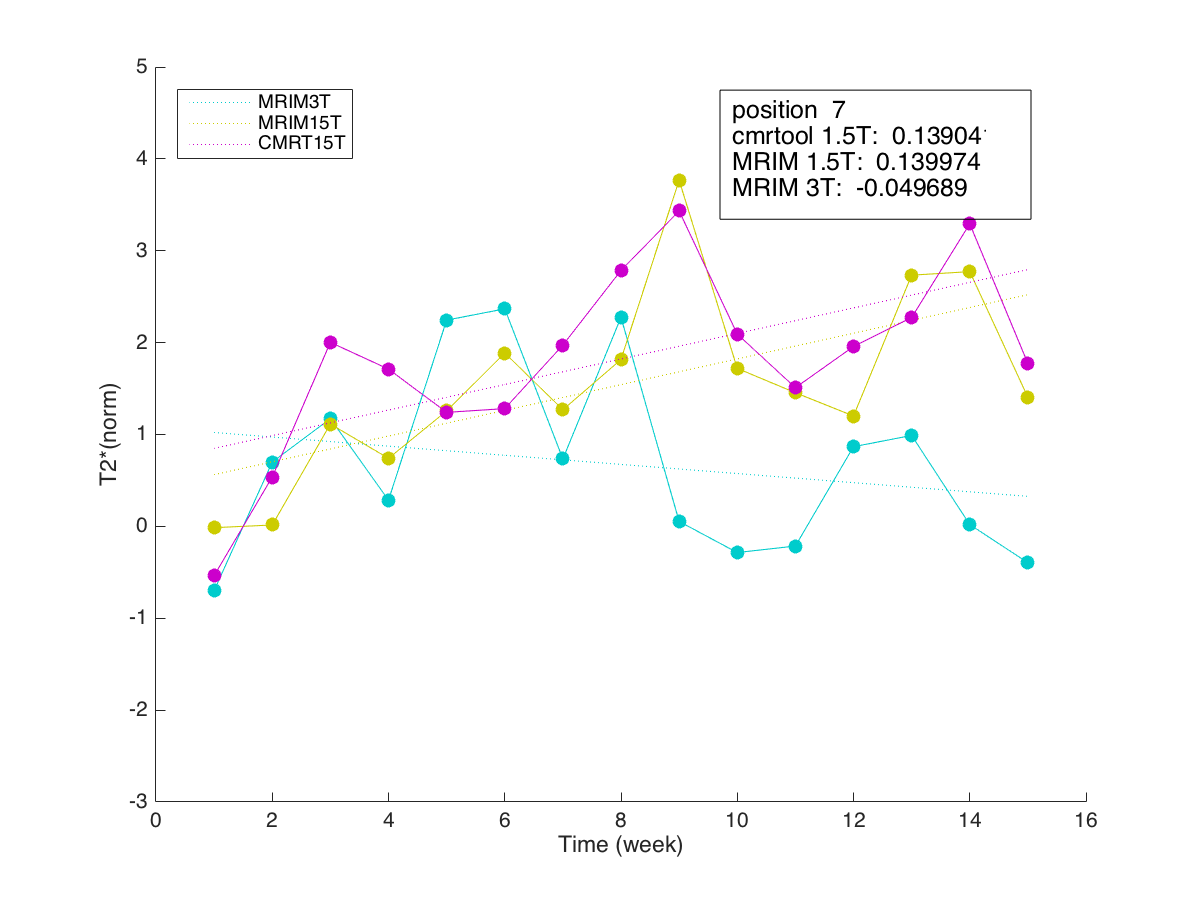 5
4
3
2
1
0
-1
-2
-3
0 2 4 6 8 10 12 14 16
T2*(norm)
Time (week)
MRIM3T
MRIM15T
CMRT15T
position 7
cmrtool 1.5T: 0.13904
MRIM 1.5T: 0.139974
MRIM 3T: -0.049689